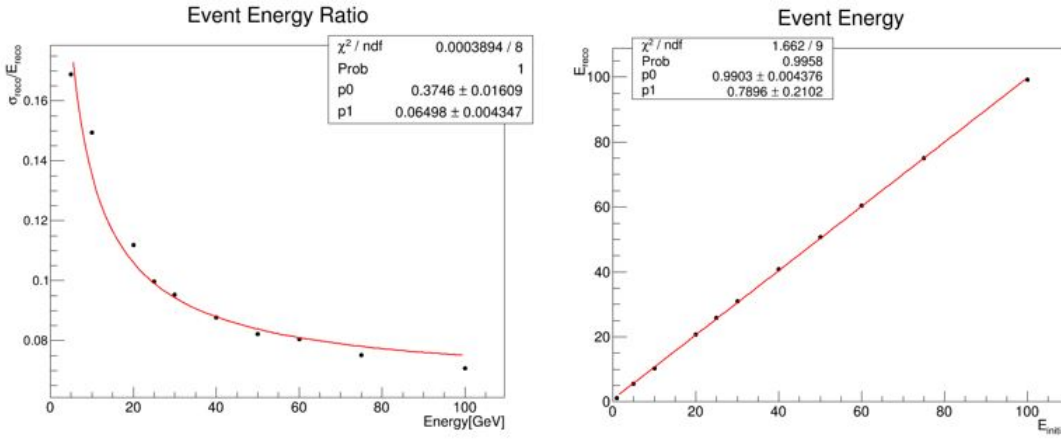 Event Energy Ratio
χ² / ndf 0.0003894 / 8
Prob 1
p0 0.3746 ± 0.01609
p1 0.06498 ± 0.004347
σreco/Ereco
0.16
0.14
0.12
0.1
0.08
0 20 40 60 80 100
Energy[GeV]
Event Energy
χ² / ndf 1.662 / 9
Prob 0.9958
p0 0.9903 ± 0.004376
p1 0.7896 ± 0.2102
Ereco
100
80
60
40
20
0
0 20 40 60 80 100
Einiti